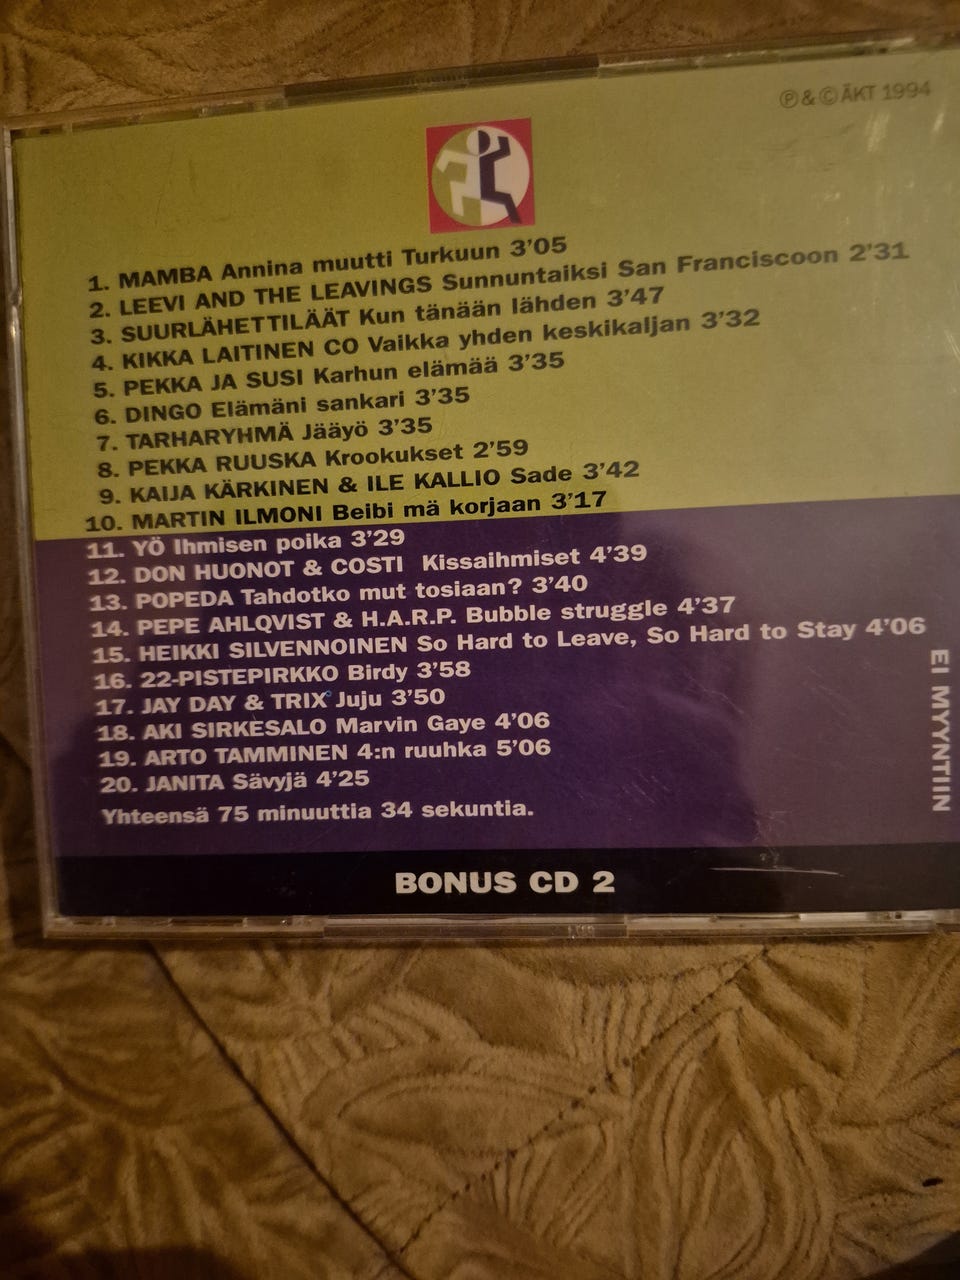 Ⓟ & © ÄKT 1994
1. MAMBA Annina muutti Turkuun 3'05
2. LEEVI AND THE LEAVINGS Sunnuntaiksi San Franciscoon 2'31
3. SUURLÄHETTILÄÄT Kun tänään lähden 3'47
4. KIKKA LAITINEN CO Vaikka yhden keskikaljan 3'32
5. PEKKA JA SUSI Karhun elämää 3'35
6. DINGO Elämäni sankari 3'35
7. TARHARYHMÄ Jääyö 3'35
8. PEKKA RUUSKA Krookukset 2'59
9. KAIJA KÄRKINEN & ILE KALLIO Sade 3'42
10. MARTIN ILMONI Beibi mä korjaan 3'17
11. YÖ Ihmisen poika 3'29
12. DON HUONOT & COSTI Kissaihmiset 4'39
13. POPEDA Tahdotko mut tosiaan? 3'40
14. PEPE AHLQVIST & H.A.R.P. Bubble struggle 4'37
15. HEIKKI SILVENNOINEN So Hard to Leave, So Hard to Stay 4'06
16. 22-PISTEPIRKKO Birdy 3'58
17. JAY DAY & TRIX Juju 3'50
18. AKI SIRKESALO Marvin Gaye 4'06
19. ARTO TAMMINEN 4:n ruuhka 5'06
20. JANITA Sävyjä 4'25
Yhteensä 75 minuuttia 34 sekuntia.
EI MYYNTIIN
BONUS CD 2